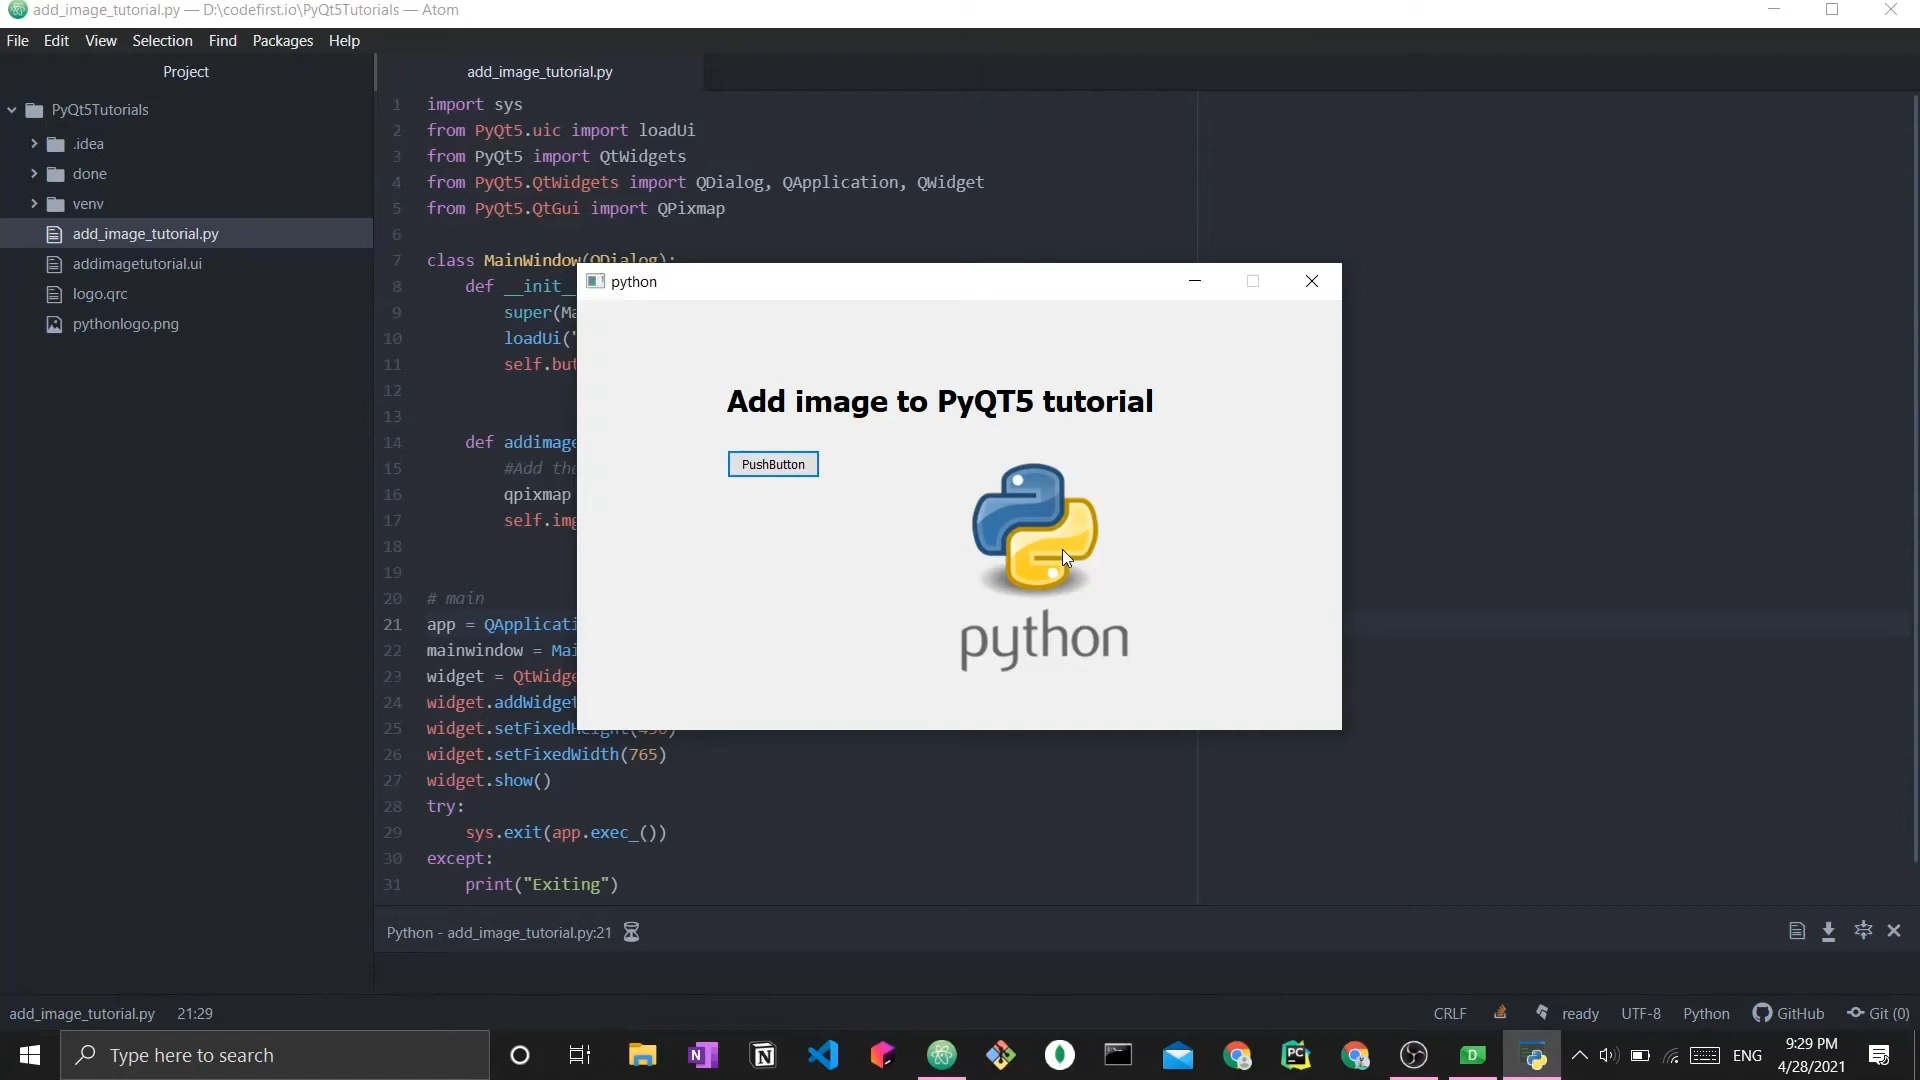 add_image_tutorial.py — D:\codefirst.io\PyQt5Tutorials — Atom
File Edit View Selection Find Packages Help
Project
add_image_tutorial.py
PyQt5Tutorials
.idea
done
venv
add_image_tutorial.py
addimagetutorial.ui
logo.qrc
pythonlogo.png
1 import sys
2 from PyQt5.uic import loadUi
3 from PyQt5 import QtWidgets
4 from PyQt5.QtWidgets import QDialog, QApplication, QWidget
5 from PyQt5.QtGui import QPixmap
6
7 class MainWindow(QDialog):
8 def __init__
9 super(Ma
10 loadUi("
11 self.but
12
13
14 def addimage
15 #Add the
16 qpixmap
17 self.img
18
19
20 # main
21 app = QApplicati
22 mainwindow = Mai
23 widget = QtWidge
24 widget.addWidget
25 widget.setFixedHeight(450)
26 widget.setFixedWidth(765)
27 widget.show()
28 try:
29 sys.exit(app.exec_())
30 except:
31 print("Exiting")
python
Add image to PyQT5 tutorial
PushButton
python
Python - add_image_tutorial.py:21
add_image_tutorial.py 21:29
CRLF ready UTF-8 Python GitHub Git (0)
Type here to search
ENG
9:29 PM
4/28/2021